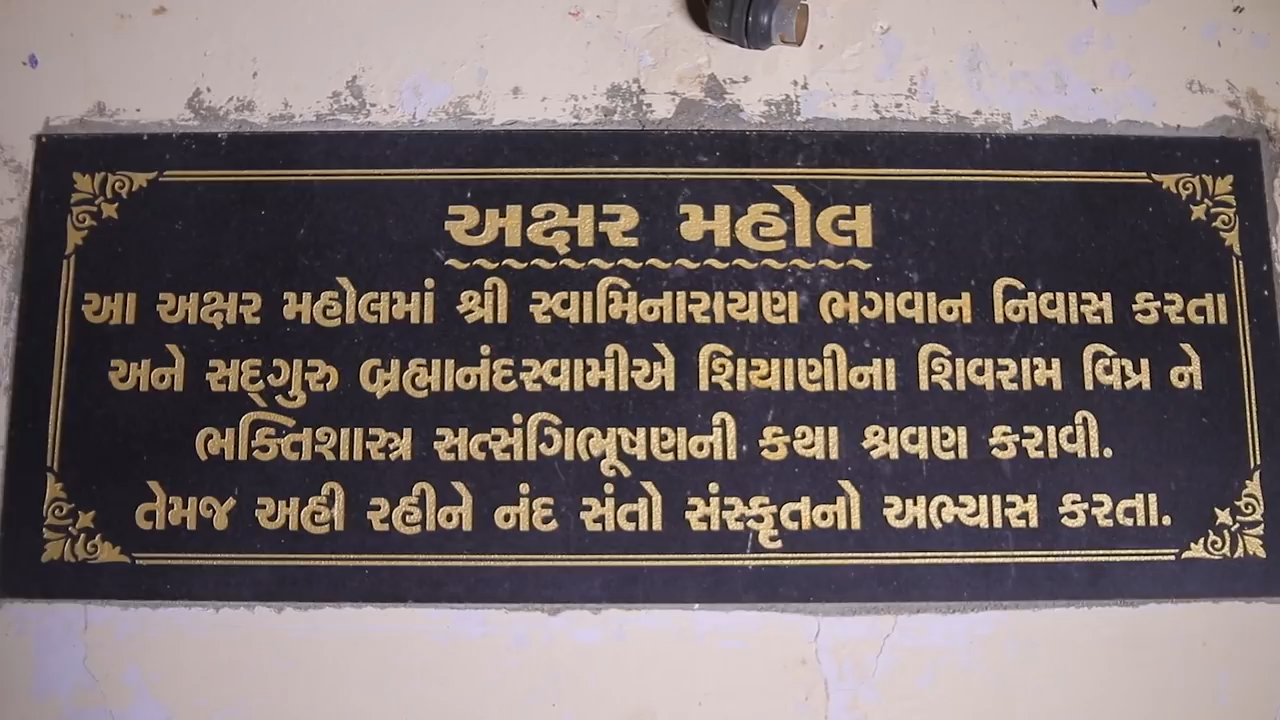 અક્ષર મહોલ
આ અક્ષર મહોલમાં શ્રી સ્વામિનારાયણ ભગવાન નિવાસ કરતા
અને સદ્‌ગુરુ બ્રહ્માનંદસ્વામીએ શિયાણીના શિવરામ વિપ્ર ને
ભક્તિશાસ્ત્ર સત્સંગિભૂષણની કથા શ્રવણ કરાવી.
તેમજ અહી રહીને નંદ સંતો સંસ્કૃતનો અભ્યાસ કરતા.